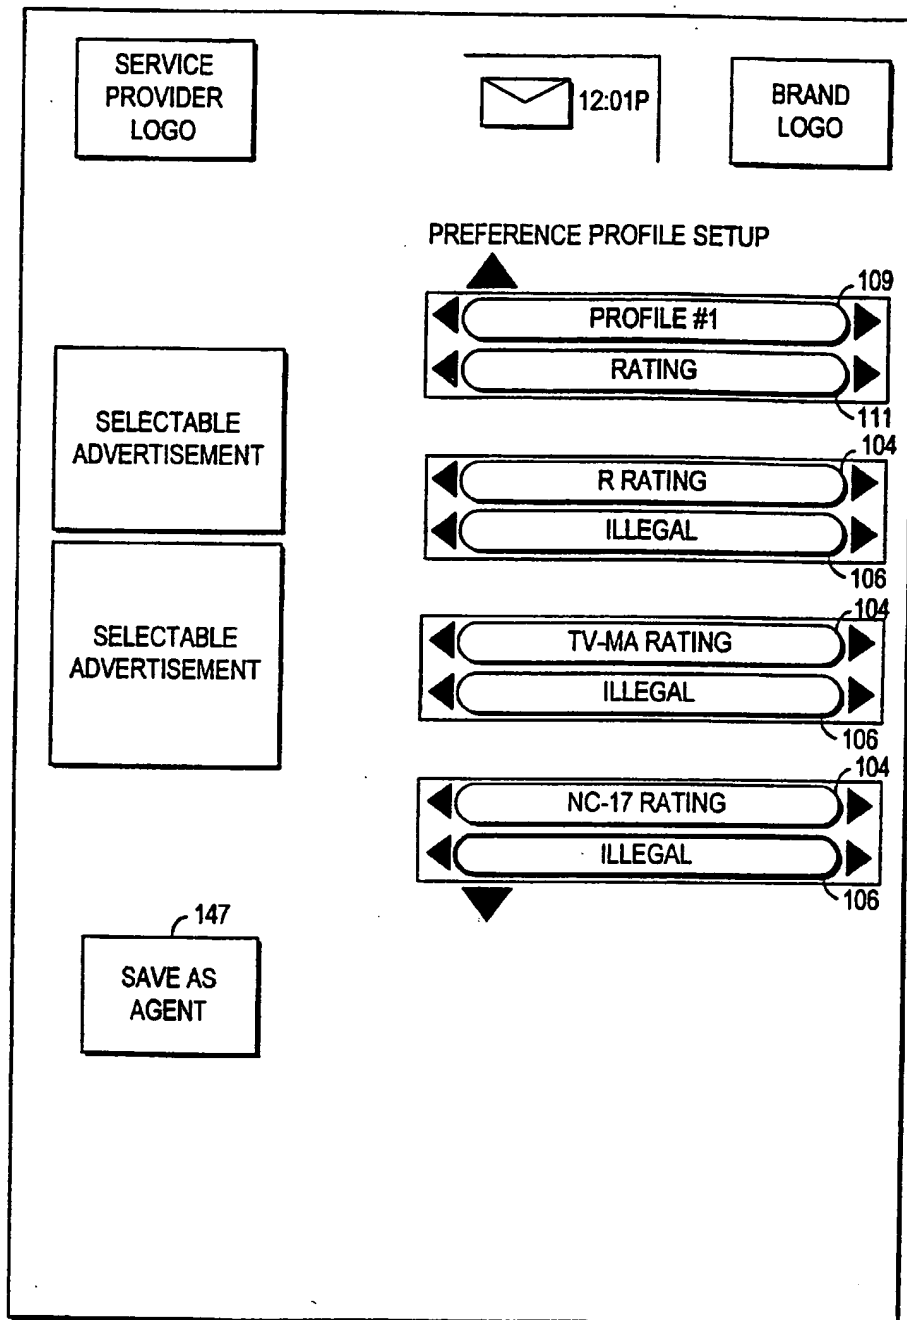 SERVICE
PROVIDER
LOGO
12:01P
BRAND
LOGO
PREFERENCE PROFILE SETUP
109
PROFILE #1
RATING
111
SELECTABLE
ADVERTISEMENT
104
R RATING
ILLEGAL
106
SELECTABLE
ADVERTISEMENT
104
TV-MA RATING
ILLEGAL
106
104
NC-17 RATING
ILLEGAL
106
147
SAVE AS
AGENT